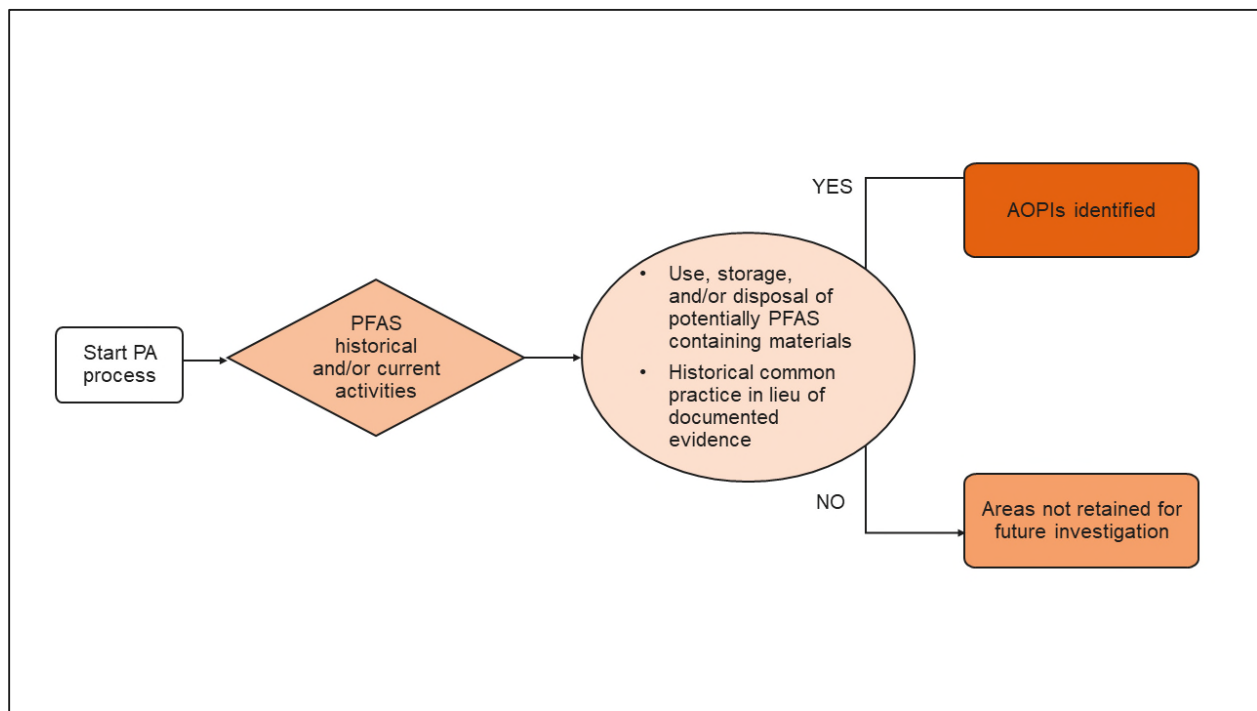 Start PA
process
PFAS
historical
and/or current
activities
• Use, storage,
and/or disposal of
potentially PFAS
containing materials
• Historical common
practice in lieu of
documented
evidence
YES
AOPIs identified
NO
Areas not retained for
future investigation